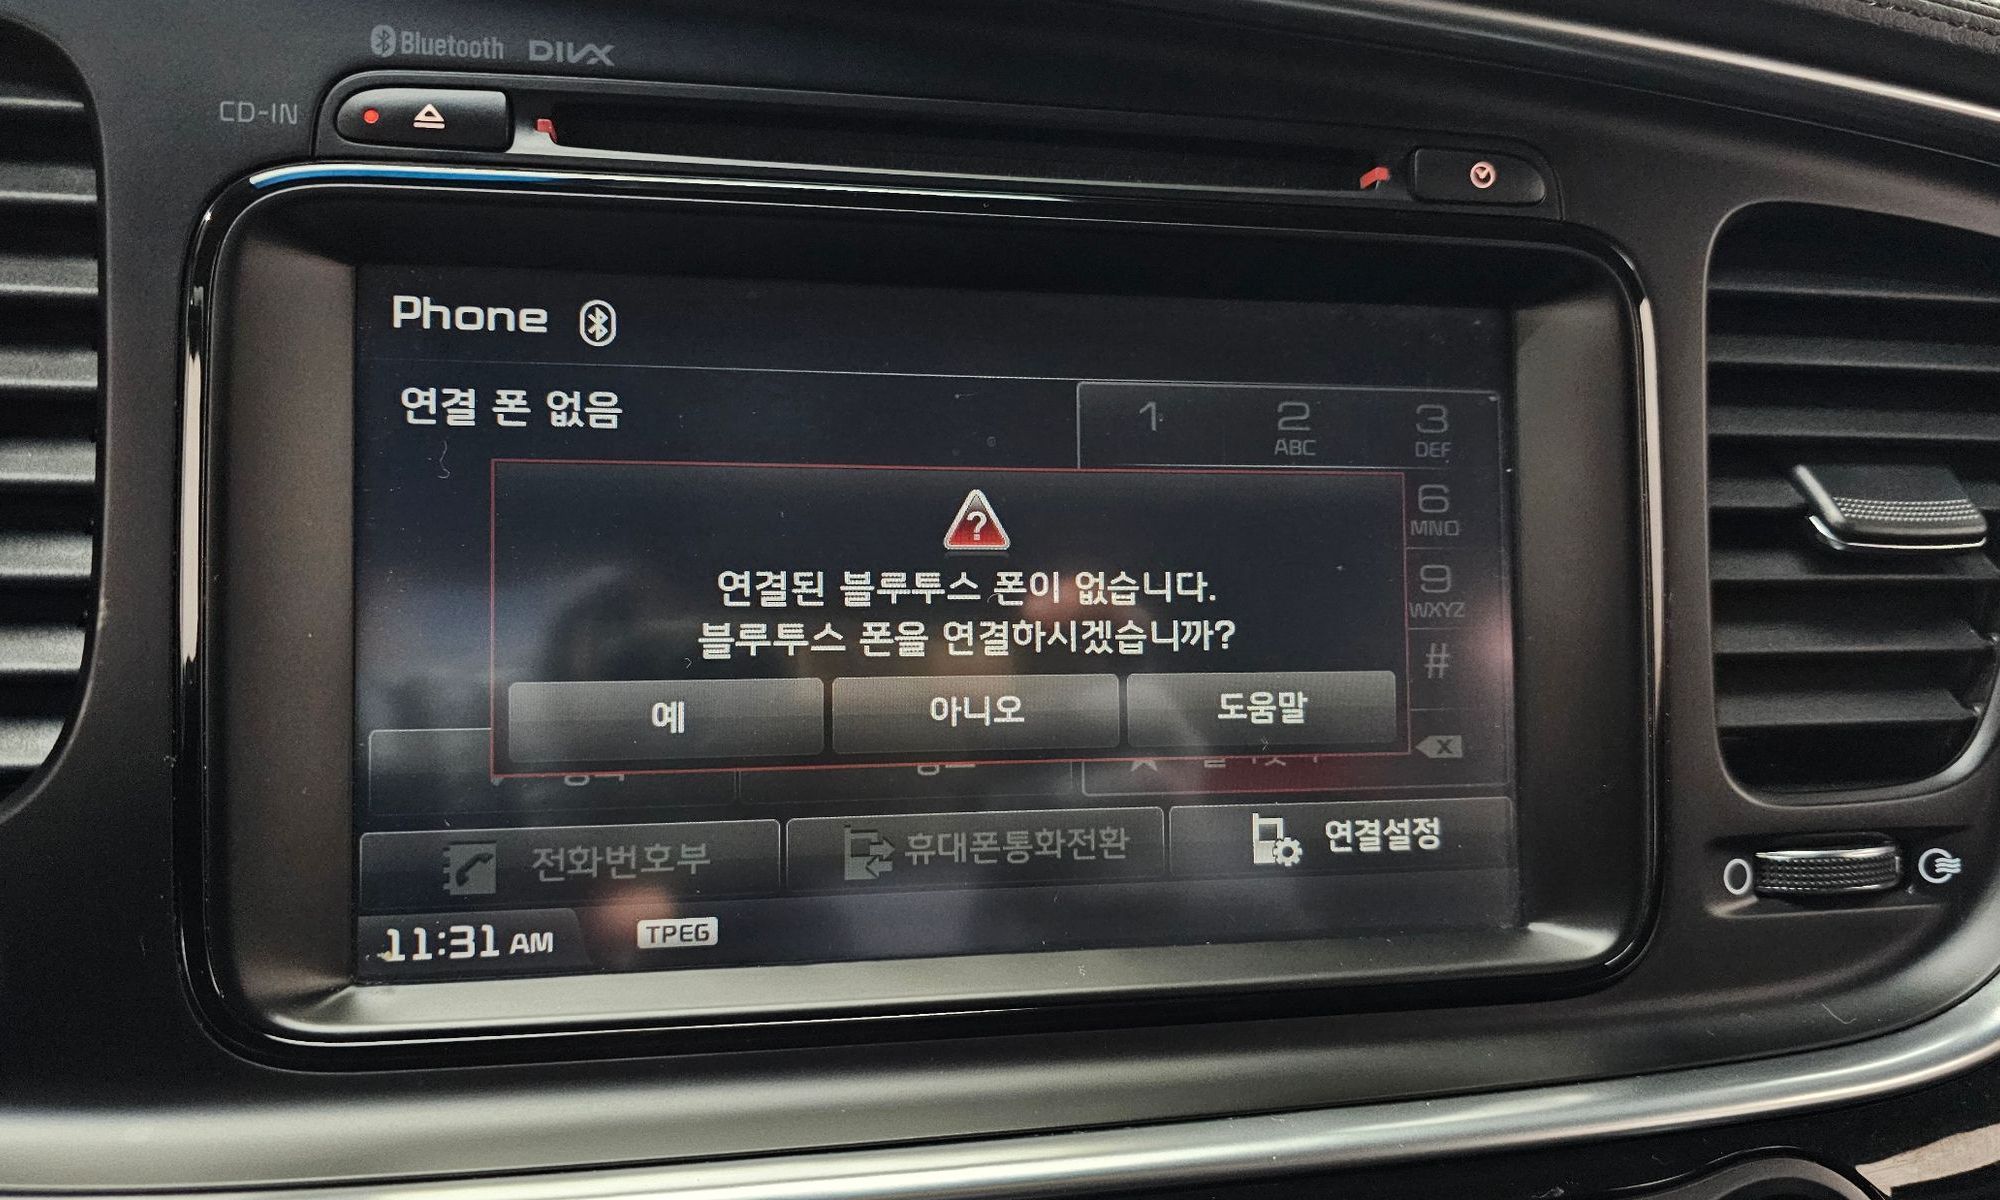 Bluetooth DIVX
CD-IN
Phone
연결 폰 없음
1 2 3
ABC DEF
6
MNO
9
WXYZ
#
연결된 블루투스 폰이 없습니다.
블루투스 폰을 연결하시겠습니까?
예 아니오 도움말
전화번호부 휴대폰통화전환 연결설정
11:31 AM TPEG